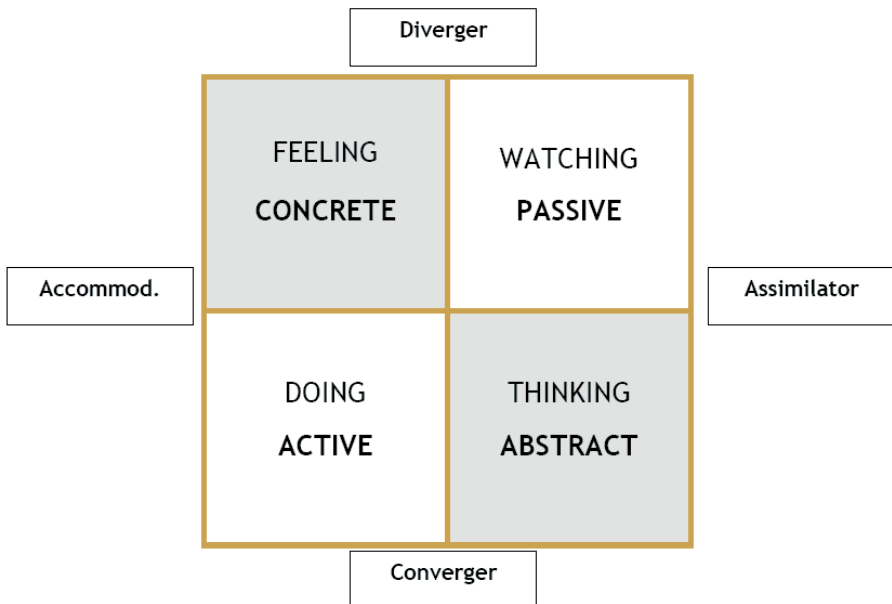 Diverger
FEELING
CONCRETE
WATCHING
PASSIVE
Accommod.
Assimilator
DOING
ACTIVE
THINKING
ABSTRACT
Converger